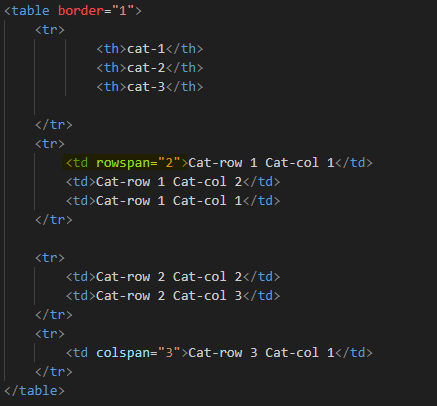 <table border="1">
<tr>
<th>cat-1</th>
<th>cat-2</th>
<th>cat-3</th>
</tr>
<tr>
<td rowspan="2">Cat-row 1 Cat-col 1</td>
<td>Cat-row 1 Cat-col 2</td>
<td>Cat-row 1 Cat-col 1</td>
</tr>
<tr>
<td>Cat-row 2 Cat-col 2</td>
<td>Cat-row 2 Cat-col 3</td>
</tr>
<tr>
<td colspan="3">Cat-row 3 Cat-col 1</td>
</tr>
</table>